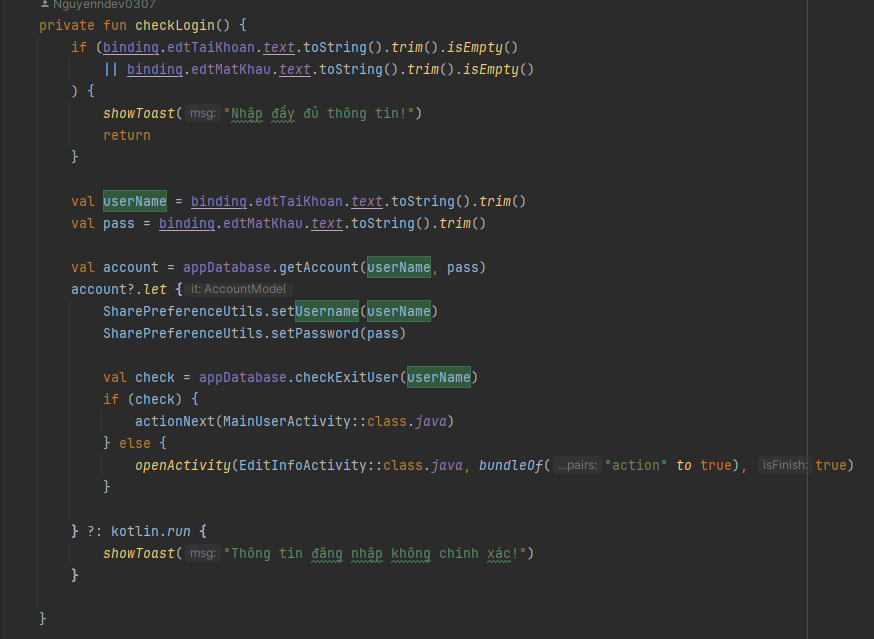 Nguyenndev0307
private fun checkLogin() {
if (binding.edtTaiKhoan.text.toString().trim().isEmpty()
|| binding.edtMatKhau.text.toString().trim().isEmpty()
) {
showToast( msg: "Nhập đầy đủ thông tin!")
return
}
val userName = binding.edtTaiKhoan.text.toString().trim()
val pass = binding.edtMatKhau.text.toString().trim()
val account = appDatabase.getAccount(userName, pass)
account?.let { it: AccountModel
SharePreferenceUtils.setUsername(userName)
SharePreferenceUtils.setPassword(pass)
val check = appDatabase.checkExitUser(userName)
if (check) {
actionNext(MainUserActivity::class.java)
} else {
openActivity(EditInfoActivity::class.java, bundleOf( ...pairs: "action" to true), isFinish: true)
}
} ?: kotlin.run {
showToast( msg: "Thông tin đăng nhập không chính xác!")
}
}